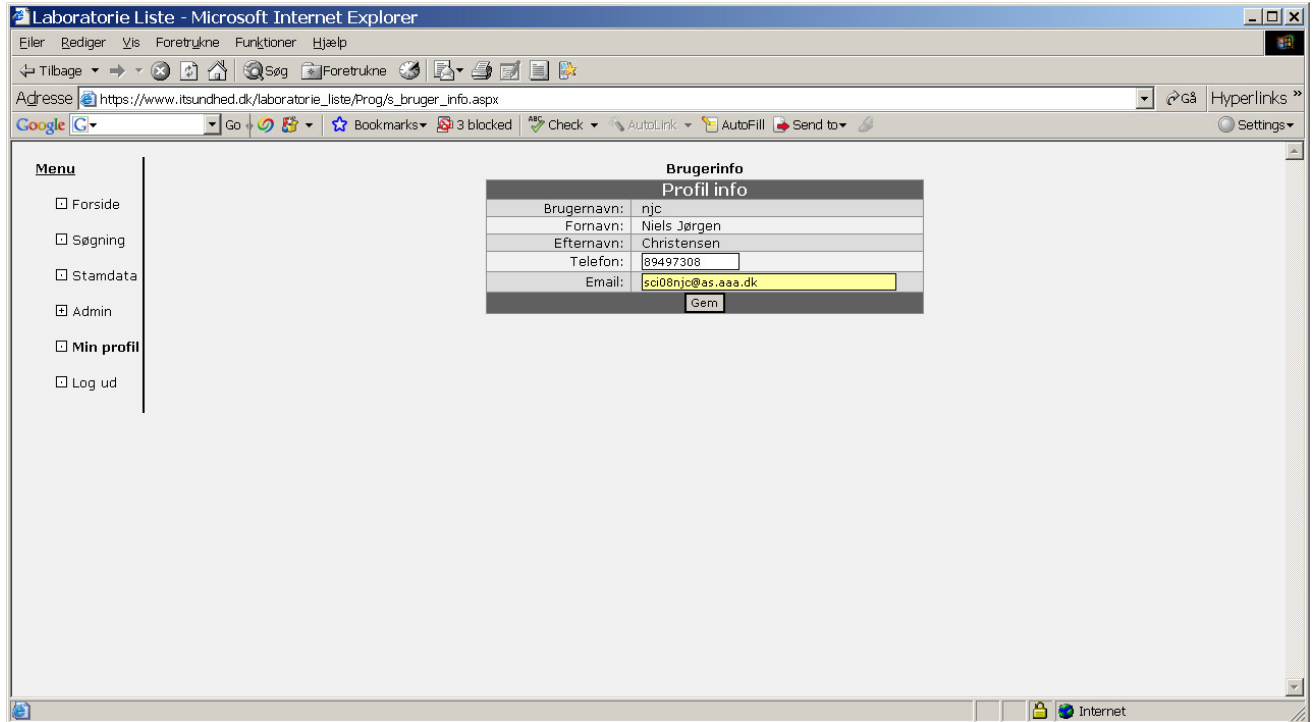 Laboratorie Liste - Microsoft Internet Explorer
Eiler Rediger Vis Foretrukne Funktioner Hjælp
Tilbage Søg Foretrukne
Adresse https://www.itsundhed.dk/laboratorie_liste/Prog/s_bruger_info.aspx Gå Hyperlinks »
Google G Go Bookmarks 3 blocked ABC Check AutoLink AutoFill Send to Settings
Menu
Forside
Søgning
Stamdata
Admin
Min profil
Log ud
Brugerinfo
Profil info
Brugernavn: njc
Fornavn: Niels Jørgen
Efternavn: Christensen
Telefon: 89497308
Email: sci08njc@as.aaa.dk
Gem
Internet